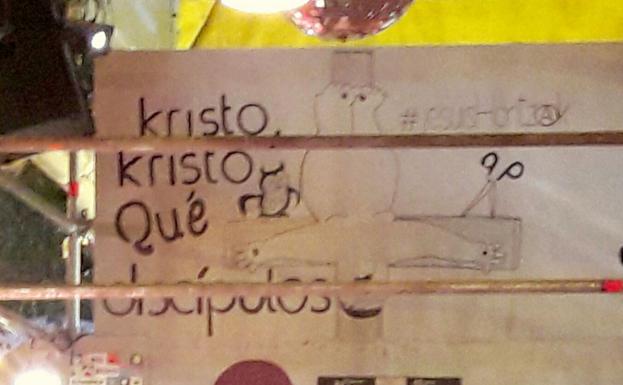 kristo,
kristo,
Qué
discípulos